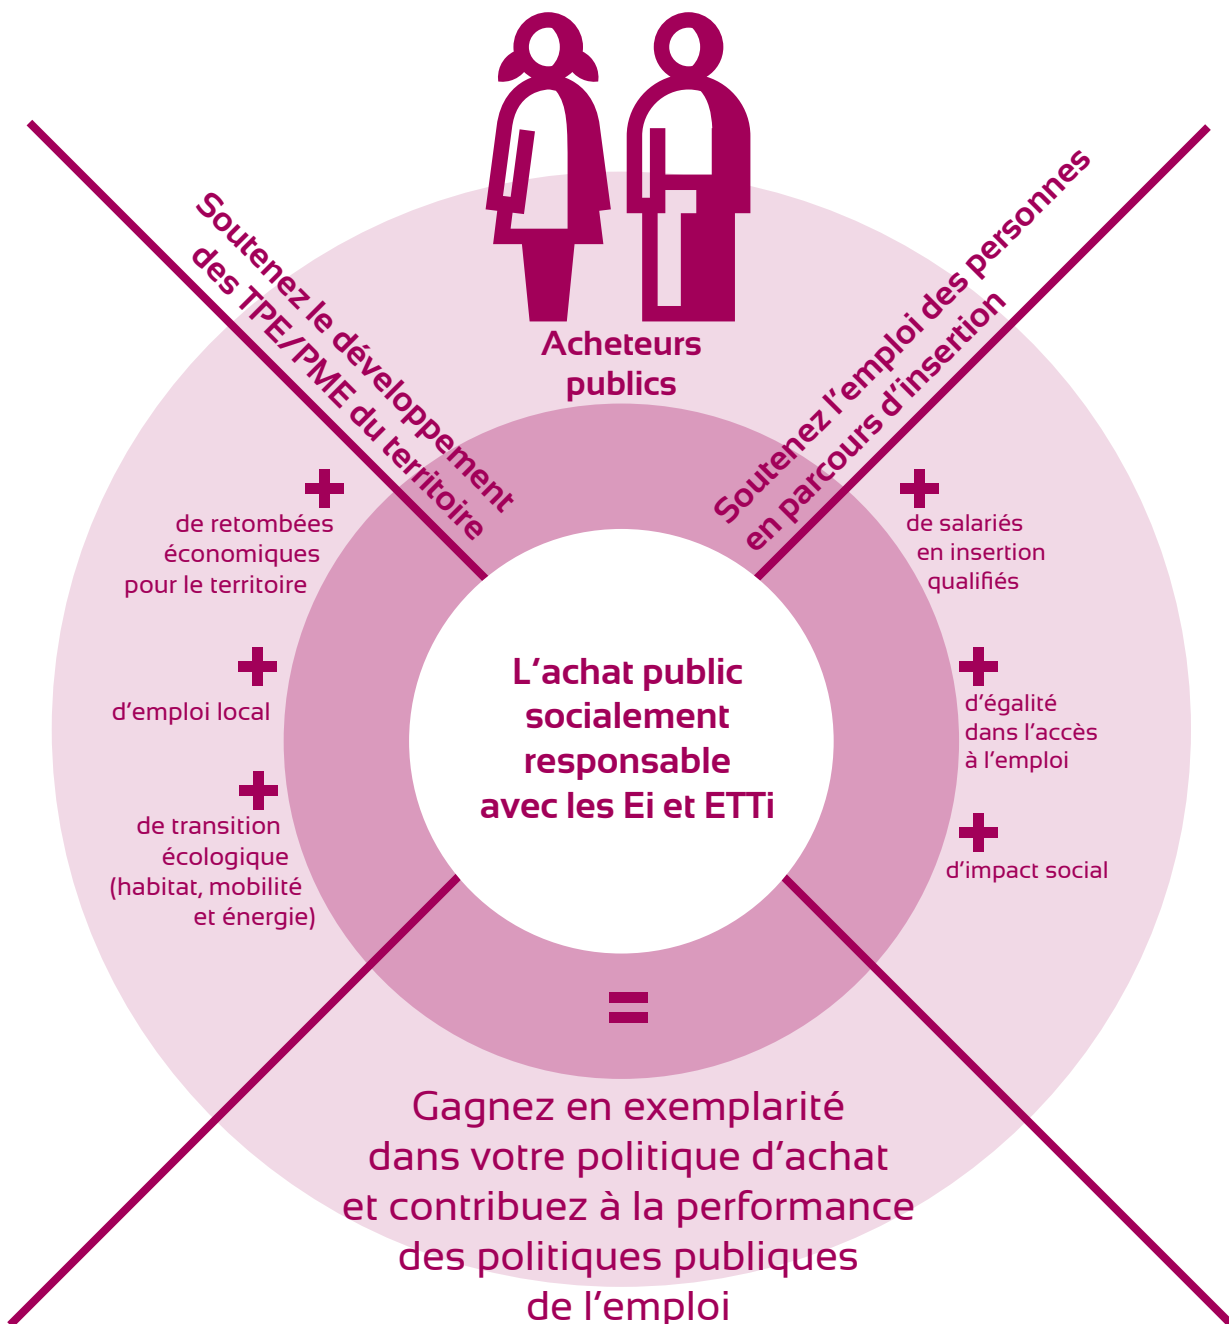 Acheteurs
publics
Soutenez le développement
des TPE/PME du territoire
+
de retombées
économiques
pour le territoire
+
d'emploi local
+
de transition
écologique
(habitat, mobilité
et énergie)
Soutenez l'emploi des personnes
en parcours d'insertion
+
de salariés
en insertion
qualifiés
+
d'égalité
dans l'accès
à l'emploi
+
d'impact social
L'achat public
socialement
responsable
avec les Ei et ETTi
=
Gagnez en exemplarité
dans votre politique d'achat
et contribuez à la performance
des politiques publiques
de l'emploi